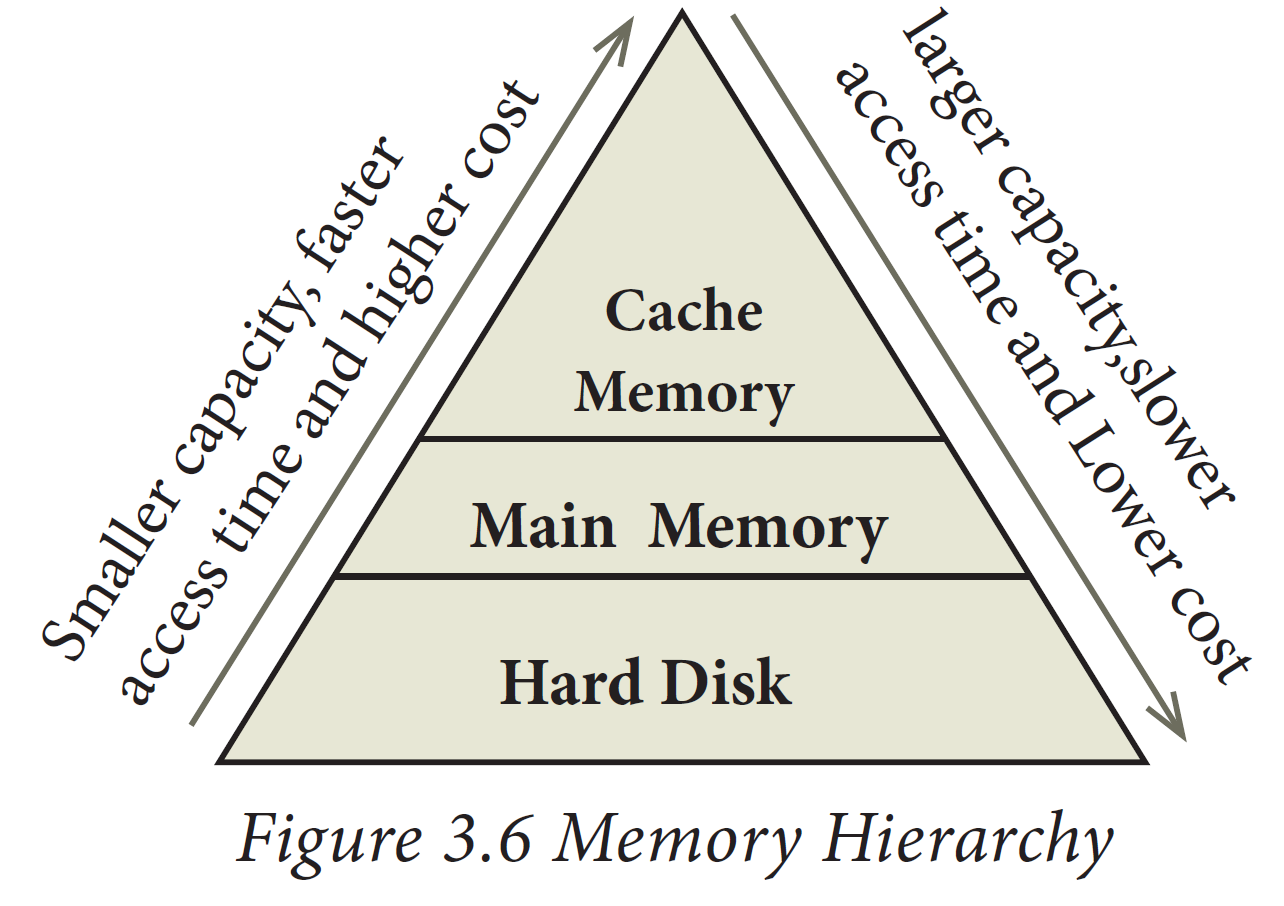 Smaller capacity, faster
access time and higher cost
larger capacity,slower
access time and Lower cost
Cache
Memory
Main Memory
Hard Disk
Figure 3.6 Memory Hierarchy